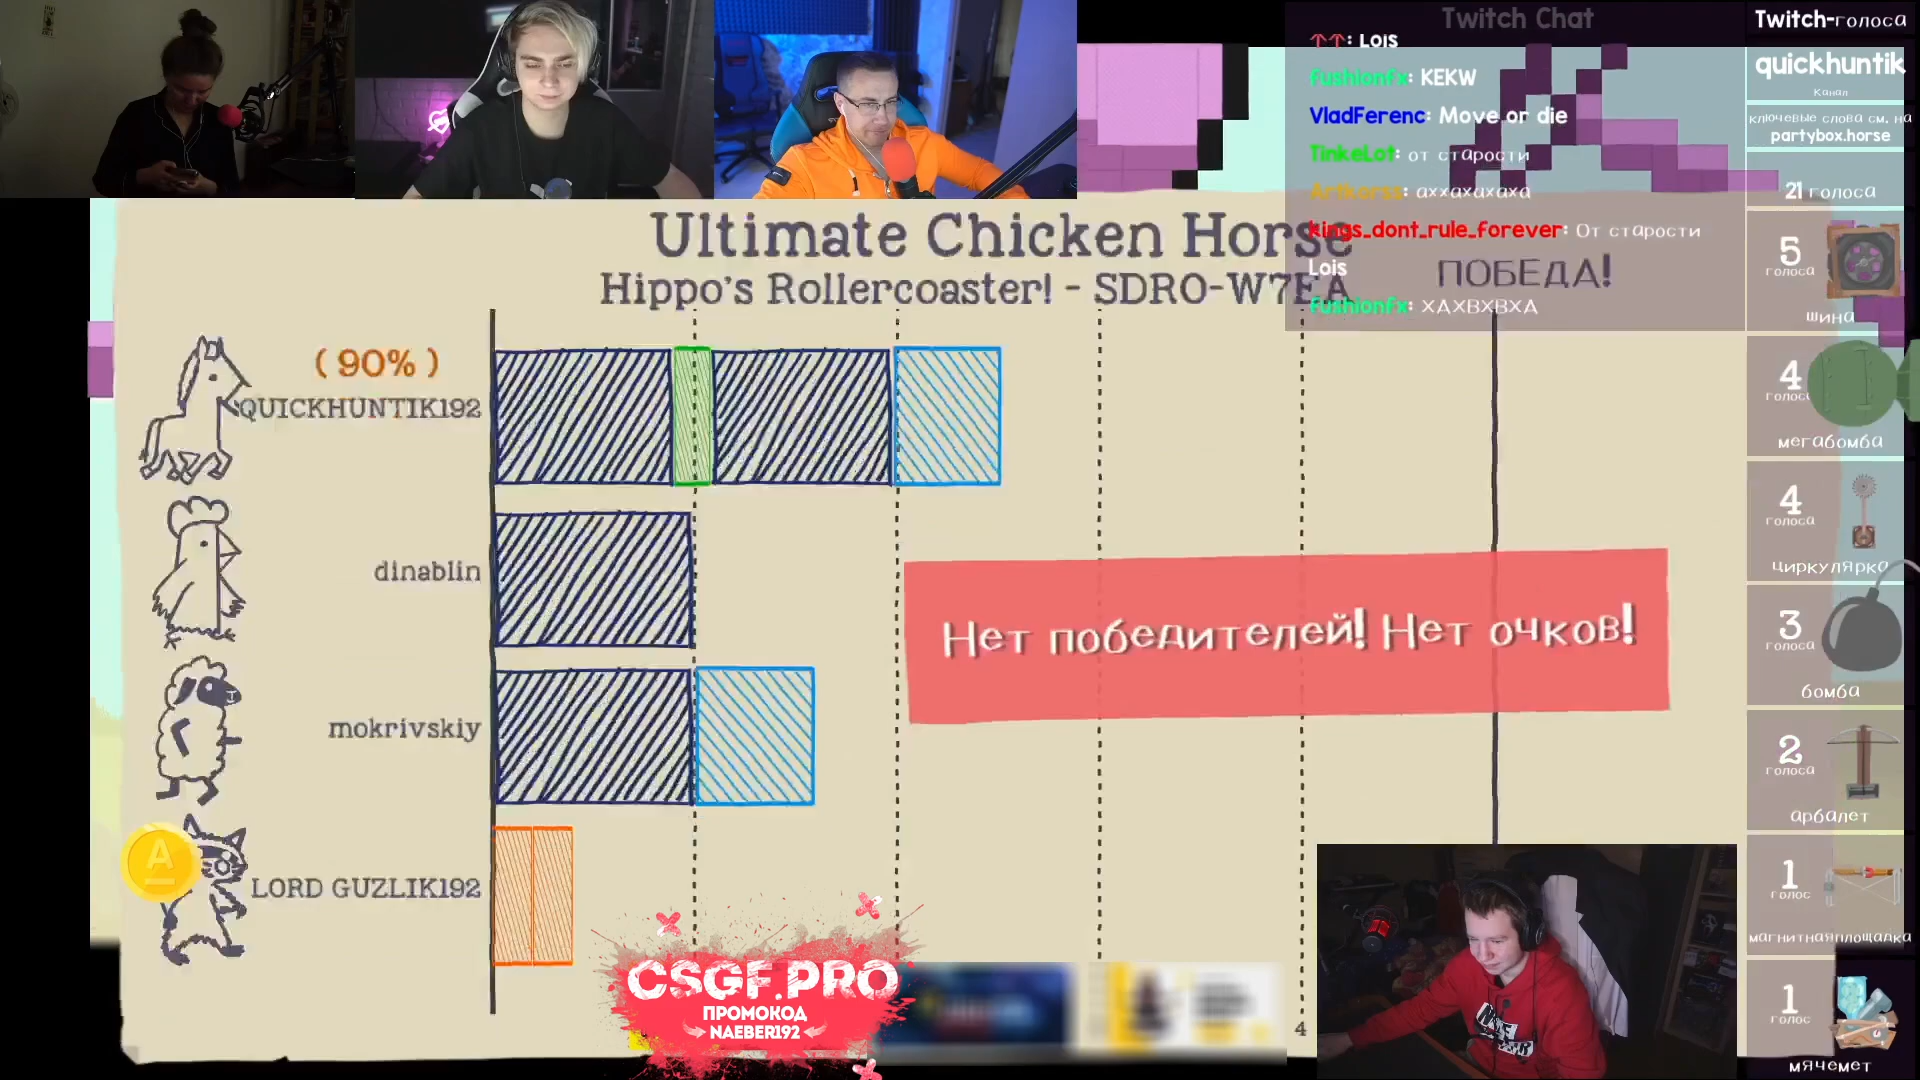 Twitch Chat
↑↑: Lois
fushionfx: KEKW
VladFerenc: Move or die
TinkeLot: от старости
Artkorss: аххахахаха
kings_dont_rule_forever: От старости
Lois
fushionfx: ХАХВХВХА
Twitch-голоса
quickhuntik
Канал
ключевые слова см. на
partybox.horse
21 голоса
5
голоса
шина
4
голоса
мегабомба
4
голоса
циркулярка
3
голоса
бомба
2
голоса
арбалет
1
голос
магнитная площадка
1
голос
мячемет
Ultimate Chicken Horse
Hippo's Rollercoaster! - SDRO-W7EA
ПОБЕДА!
(90%)
QUICKHUNTIK192
dinablin
mokrivskiy
LORD GUZLIK192
Нет победителей! Нет очков!
A
CSGF.PRO
ПРОМОКОД
NAEBER192
4